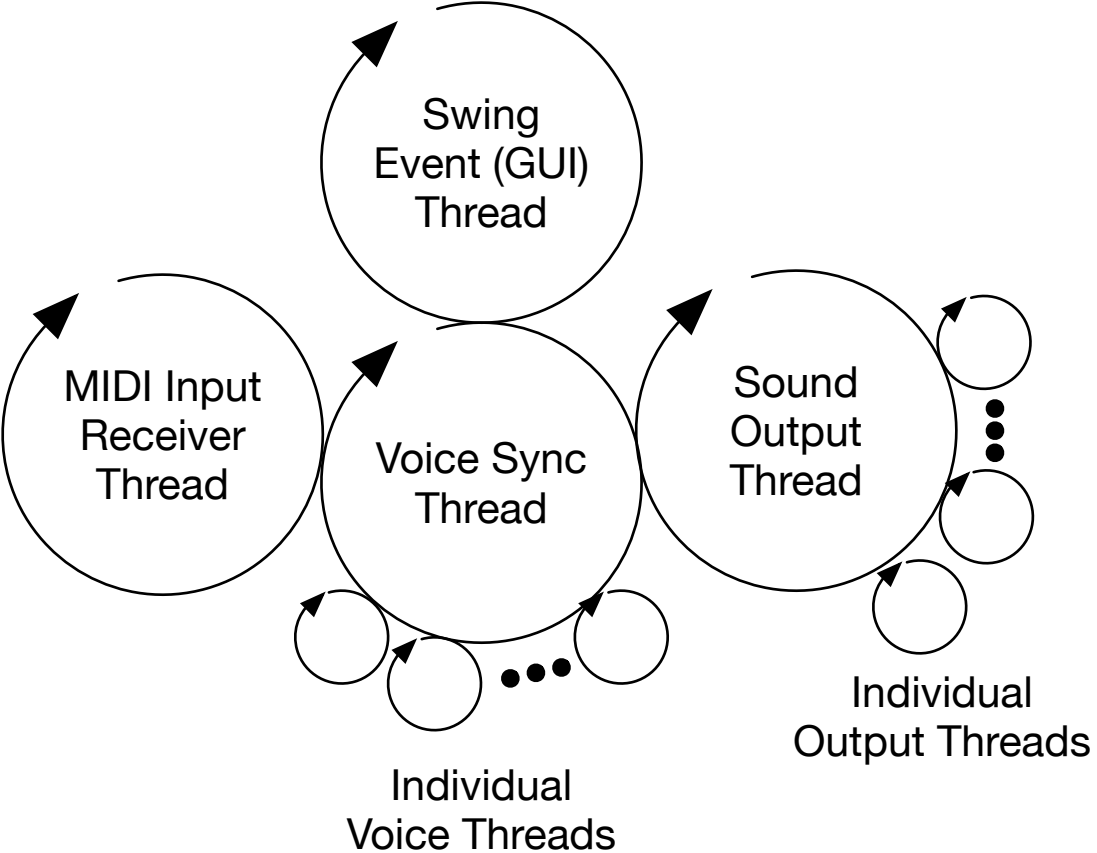 Swing
Event (GUI)
Thread
MIDI Input
Receiver
Thread
Voice Sync
Thread
Sound
Output
Thread
Individual
Output Threads
Individual
Voice Threads